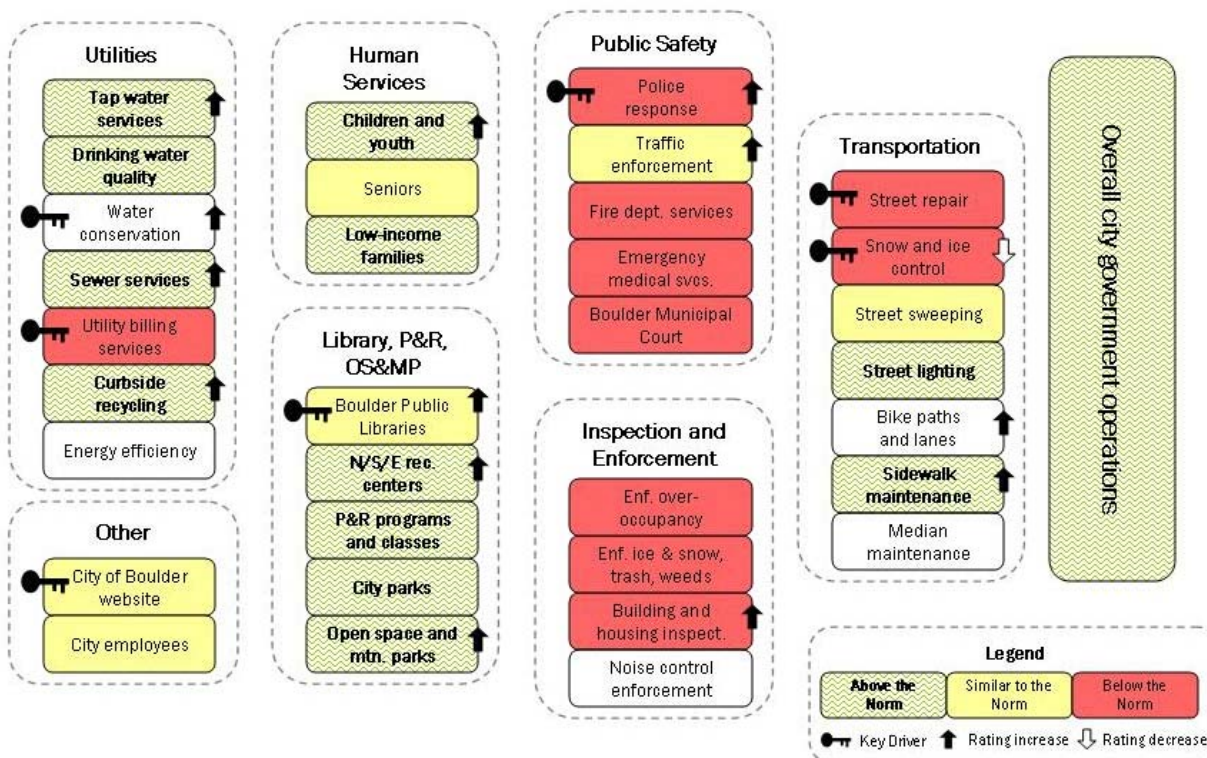 Utilities
Tap water
services
Drinking water
quality
Water
conservation
Sewer services
Utility billing
services
Curbside
recycling
Energy efficiency
Other
City of Boulder
website
City employees
Human
Services
Children and
youth
Seniors
Low-income
families
Library, P&R,
OS&MP
Boulder Public
Libraries
N/S/E rec.
centers
P&R programs
and classes
City parks
Open space and
mtn. parks
Public Safety
Police
response
Traffic
enforcement
Fire dept. services
Emergency
medical svcs.
Boulder Municipal
Court
Inspection and
Enforcement
Enf. over-
occupancy
Enf. ice & snow,
trash, weeds
Building and
housing inspect.
Noise control
enforcement
Transportation
Street repair
Snow and ice
control
Street sweeping
Street lighting
Bike paths
and lanes
Sidewalk
maintenance
Median
maintenance
Overall city government operations
Legend
Above the
Norm
Similar to the
Norm
Below the
Norm
Key Driver
Rating increase
Rating decrease